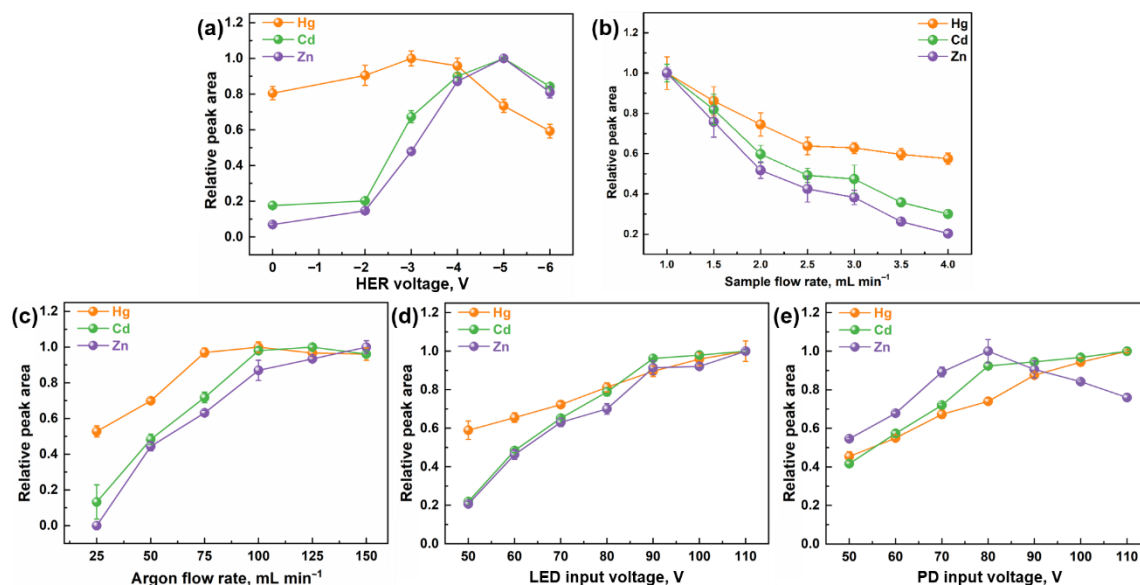 (a)
Hg
Cd
Zn
Relative peak area
1.2
1.0
0.8
0.6
0.4
0.2
0.0
0 −1 −2 −3 −4 −5 −6
HER voltage, V
(b)
Hg
Cd
Zn
Relative peak area
1.2
1.0
0.8
0.6
0.4
0.2
1.0 1.5 2.0 2.5 3.0 3.5 4.0
Sample flow rate, mL min⁻¹
(c)
Hg
Cd
Zn
Relative peak area
1.2
1.0
0.8
0.6
0.4
0.2
0.0
25 50 75 100 125 150
Argon flow rate, mL min⁻¹
(d)
Hg
Cd
Zn
Relative peak area
1.2
1.0
0.8
0.6
0.4
0.2
0.0
50 60 70 80 90 100 110
LED input voltage, V
(e)
Hg
Cd
Zn
Relative peak area
1.2
1.0
0.8
0.6
0.4
0.2
0.0
50 60 70 80 90 100 110
PD input voltage, V